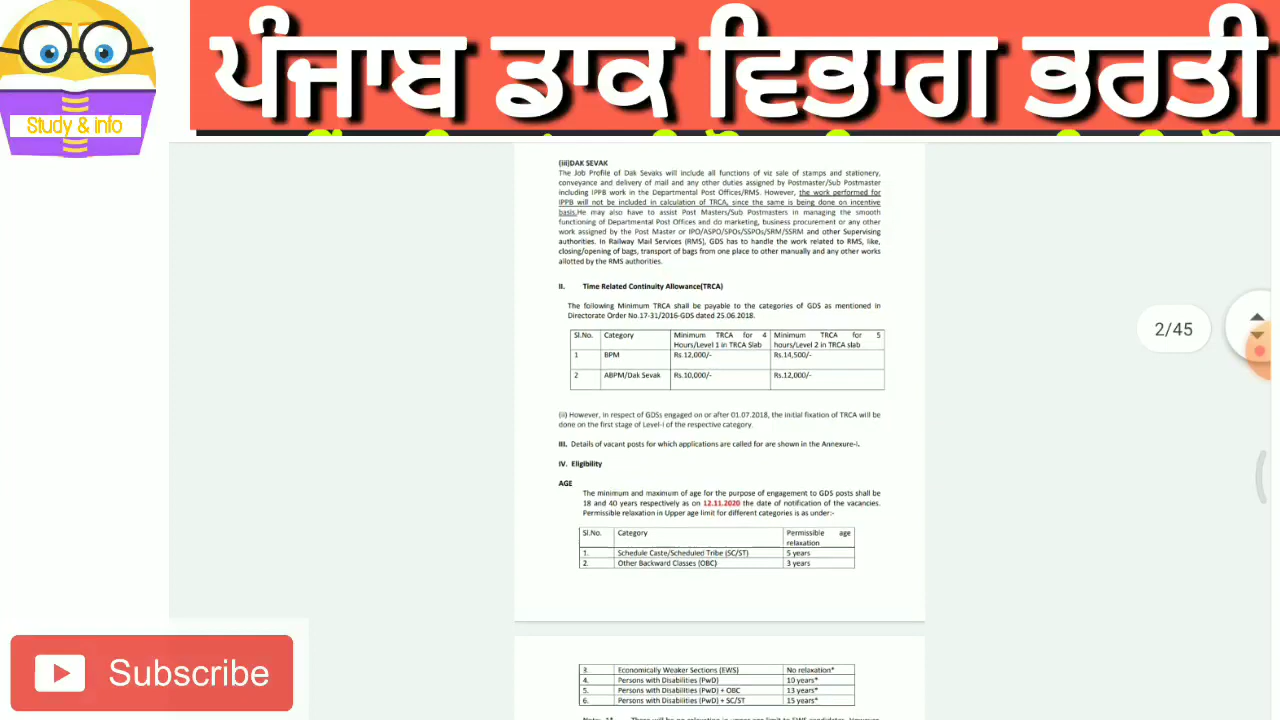 ਪੰਜਾਬ ਡਾਕ ਵਿਭਾਗ ਭਰਤੀ
Study & info
(iii)DAK SEVAK
The Job Profile of Dak Sevaks will include all functions of viz sale of stamps and stationery,
conveyance and delivery of mail and any other duties assigned by Postmaster/Sub Postmaster
including IPPB work in the Departmental Post Offices/RMS. However, the work performed for
IPPB will not be included in calculation of TRCA, since the same is being done on incentive
basis.He may also have to assist Post Masters/Sub Postmasters in managing the smooth
functioning of Departmental Post Offices and do marketing, business procurement or any other
work assigned by the Post Master or IPO/ASPO/SPOs/SSPOs/SRM/SSRM and other Supervising
authorities. In Railway Mail Services (RMS), GDS has to handle the work related to RMS, like,
closing/opening of bags, transport of bags from one place to other manually and any other works
allotted by the RMS authorities.
II. Time Related Continuity Allowance(TRCA)
The following Minimum TRCA shall be payable to the categories of GDS as mentioned in
Directorate Order No.17-31/2016-GDS dated 25.06.2018.
Sl.No. Category Minimum TRCA for 4 Minimum TRCA for 5
Hours/Level 1 in TRCA Slab hours/Level 2 in TRCA slab
1 BPM Rs.12,000/- Rs.14,500/-
2 ABPM/Dak Sevak Rs.10,000/- Rs.12,000/-
(ii) However, in respect of GDSs engaged on or after 01.07.2018, the initial fixation of TRCA will be
done on the first stage of Level-I of the respective category.
III. Details of vacant posts for which applications are called for are shown in the Annexure-I.
IV. Eligibility
AGE
The minimum and maximum of age for the purpose of engagement to GDS posts shall be
18 and 40 years respectively as on 12.11.2020 the date of notification of the vacancies.
Permissible relaxation in Upper age limit for different categories is as under:-
Sl.No. Category Permissible age
relaxation
1. Schedule Caste/Scheduled Tribe (SC/ST) 5 years
2. Other Backward Classes (OBC) 3 years
3. Economically Weaker Sections (EWS) No relaxation*
4. Persons with Disabilities (PwD) 10 years*
5. Persons with Disabilities (PwD) + OBC 13 years*
6. Persons with Disabilities (PwD) + SC/ST 15 years*
2/45
Subscribe